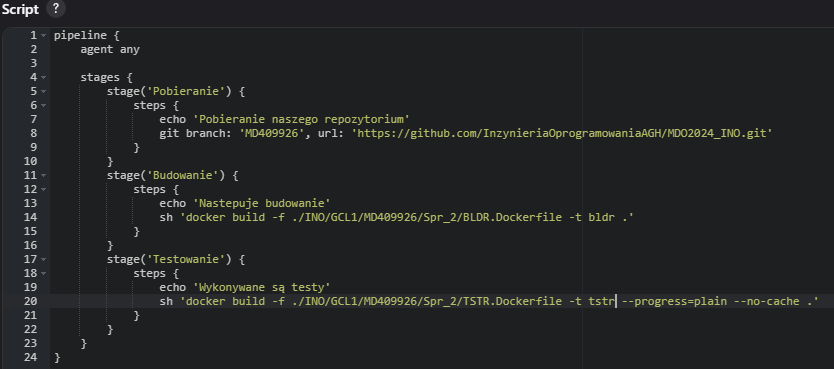 Script ?
1 pipeline {
2     agent any
3
4     stages {
5         stage('Pobieranie') {
6             steps {
7                 echo 'Pobieranie naszego repozytorium'
8                 git branch: 'MD409926', url: 'https://github.com/InzynieriaOprogramowaniaAGH/MDO2024_INO.git'
9             }
10         }
11         stage('Budowanie') {
12             steps {
13                 echo 'Nastepuje budowanie'
14                 sh 'docker build -f ./INO/GCL1/MD409926/Spr_2/BLDR.Dockerfile -t bldr .'
15             }
16         }
17         stage('Testowanie') {
18             steps {
19                 echo 'Wykonywane są testy'
20                 sh 'docker build -f ./INO/GCL1/MD409926/Spr_2/TSTR.Dockerfile -t tstr --progress=plain --no-cache .'
21             }
22         }
23     }
24 }